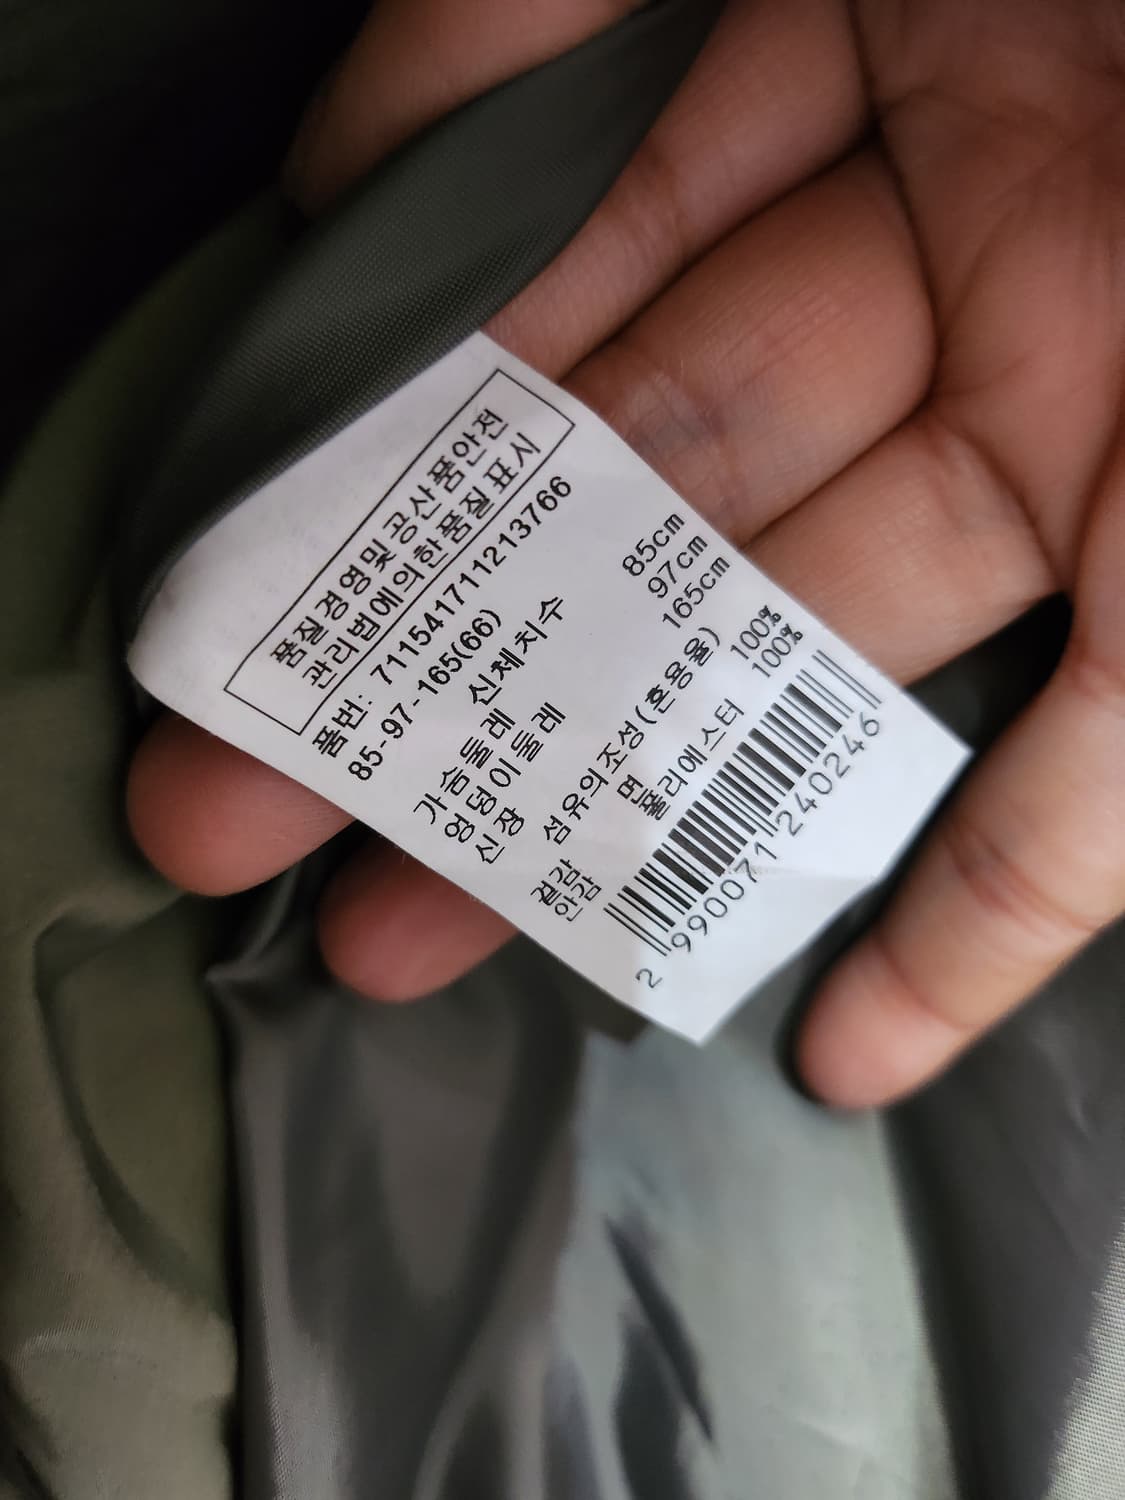 품질경영및공산품안전
관리법에의한품질표시
품번: 7115417111213766
85-97-165(66)
신체치수
가슴둘레 85cm
엉덩이둘레 97cm
신장 165cm
섬유의조성(혼용율)
겉감 면 100%
안감 폴리에스터 100%
2 990071 240246